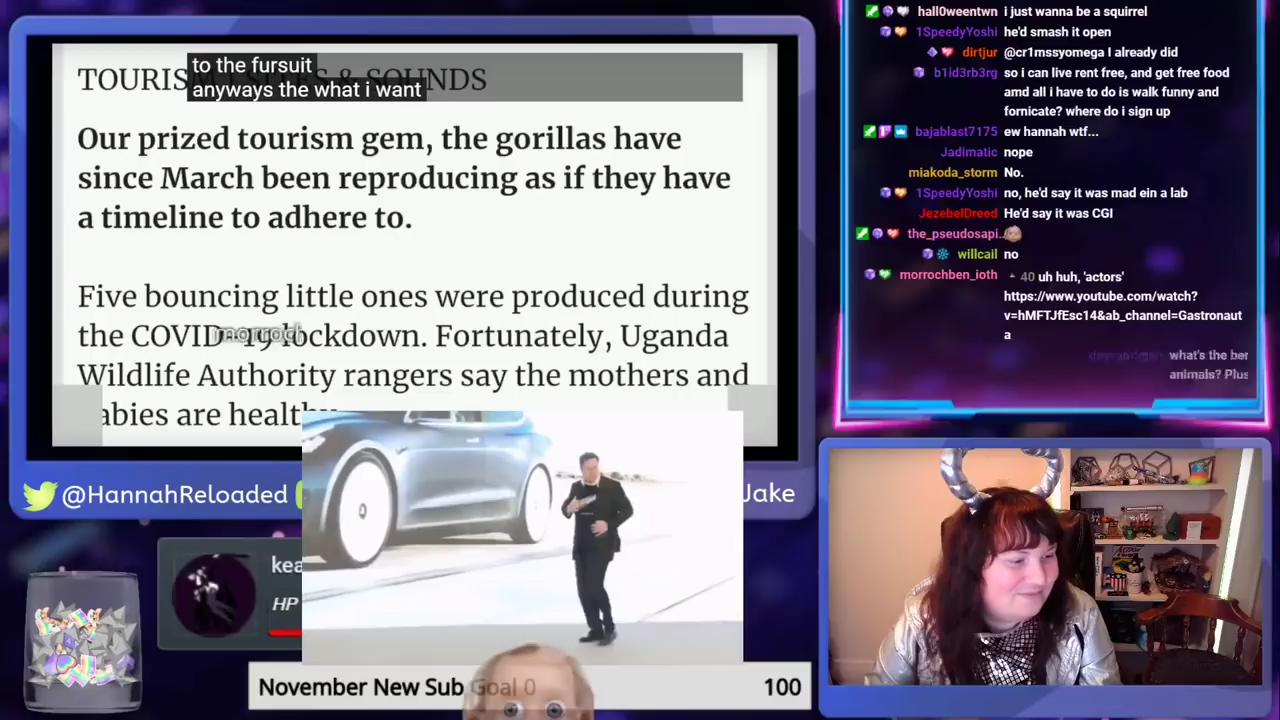 TOURIS
SITES & SOUNDS
to the fursuit
anyways the what i want
Our prized tourism gem, the gorillas have
since March been reproducing as if they have
a timeline to adhere to.
Five bouncing little ones were produced during
the COVID-19 lockdown. Fortunately, Uganda
Wildlife Authority rangers say the mothers and
abies are healthy
@HannahReloaded
Jake
kea
HP
November New Sub Goal 0
100
hall0weentwn i just wanna be a squirrel
1SpeedyYoshi he'd smash it open
dirtjur @cr1mssyomega I already did
b1id3rb3rg so i can live rent free, and get free food
amd all i have to do is walk funny and
fornicate? where do i sign up
bajablast7175 ew hannah wtf...
Jadimatic nope
miakoda_storm No.
1SpeedyYoshi no, he'd say it was mad ein a lab
JezebelDreed He'd say it was CGI
the_pseudosapi..
willcail no
morrochben_ioth 40 uh huh, 'actors'
https://www.youtube.com/watch?
v=hMFTJfEsc14&ab_channel=Gastronaut
a
what's the ber
animals? Plus